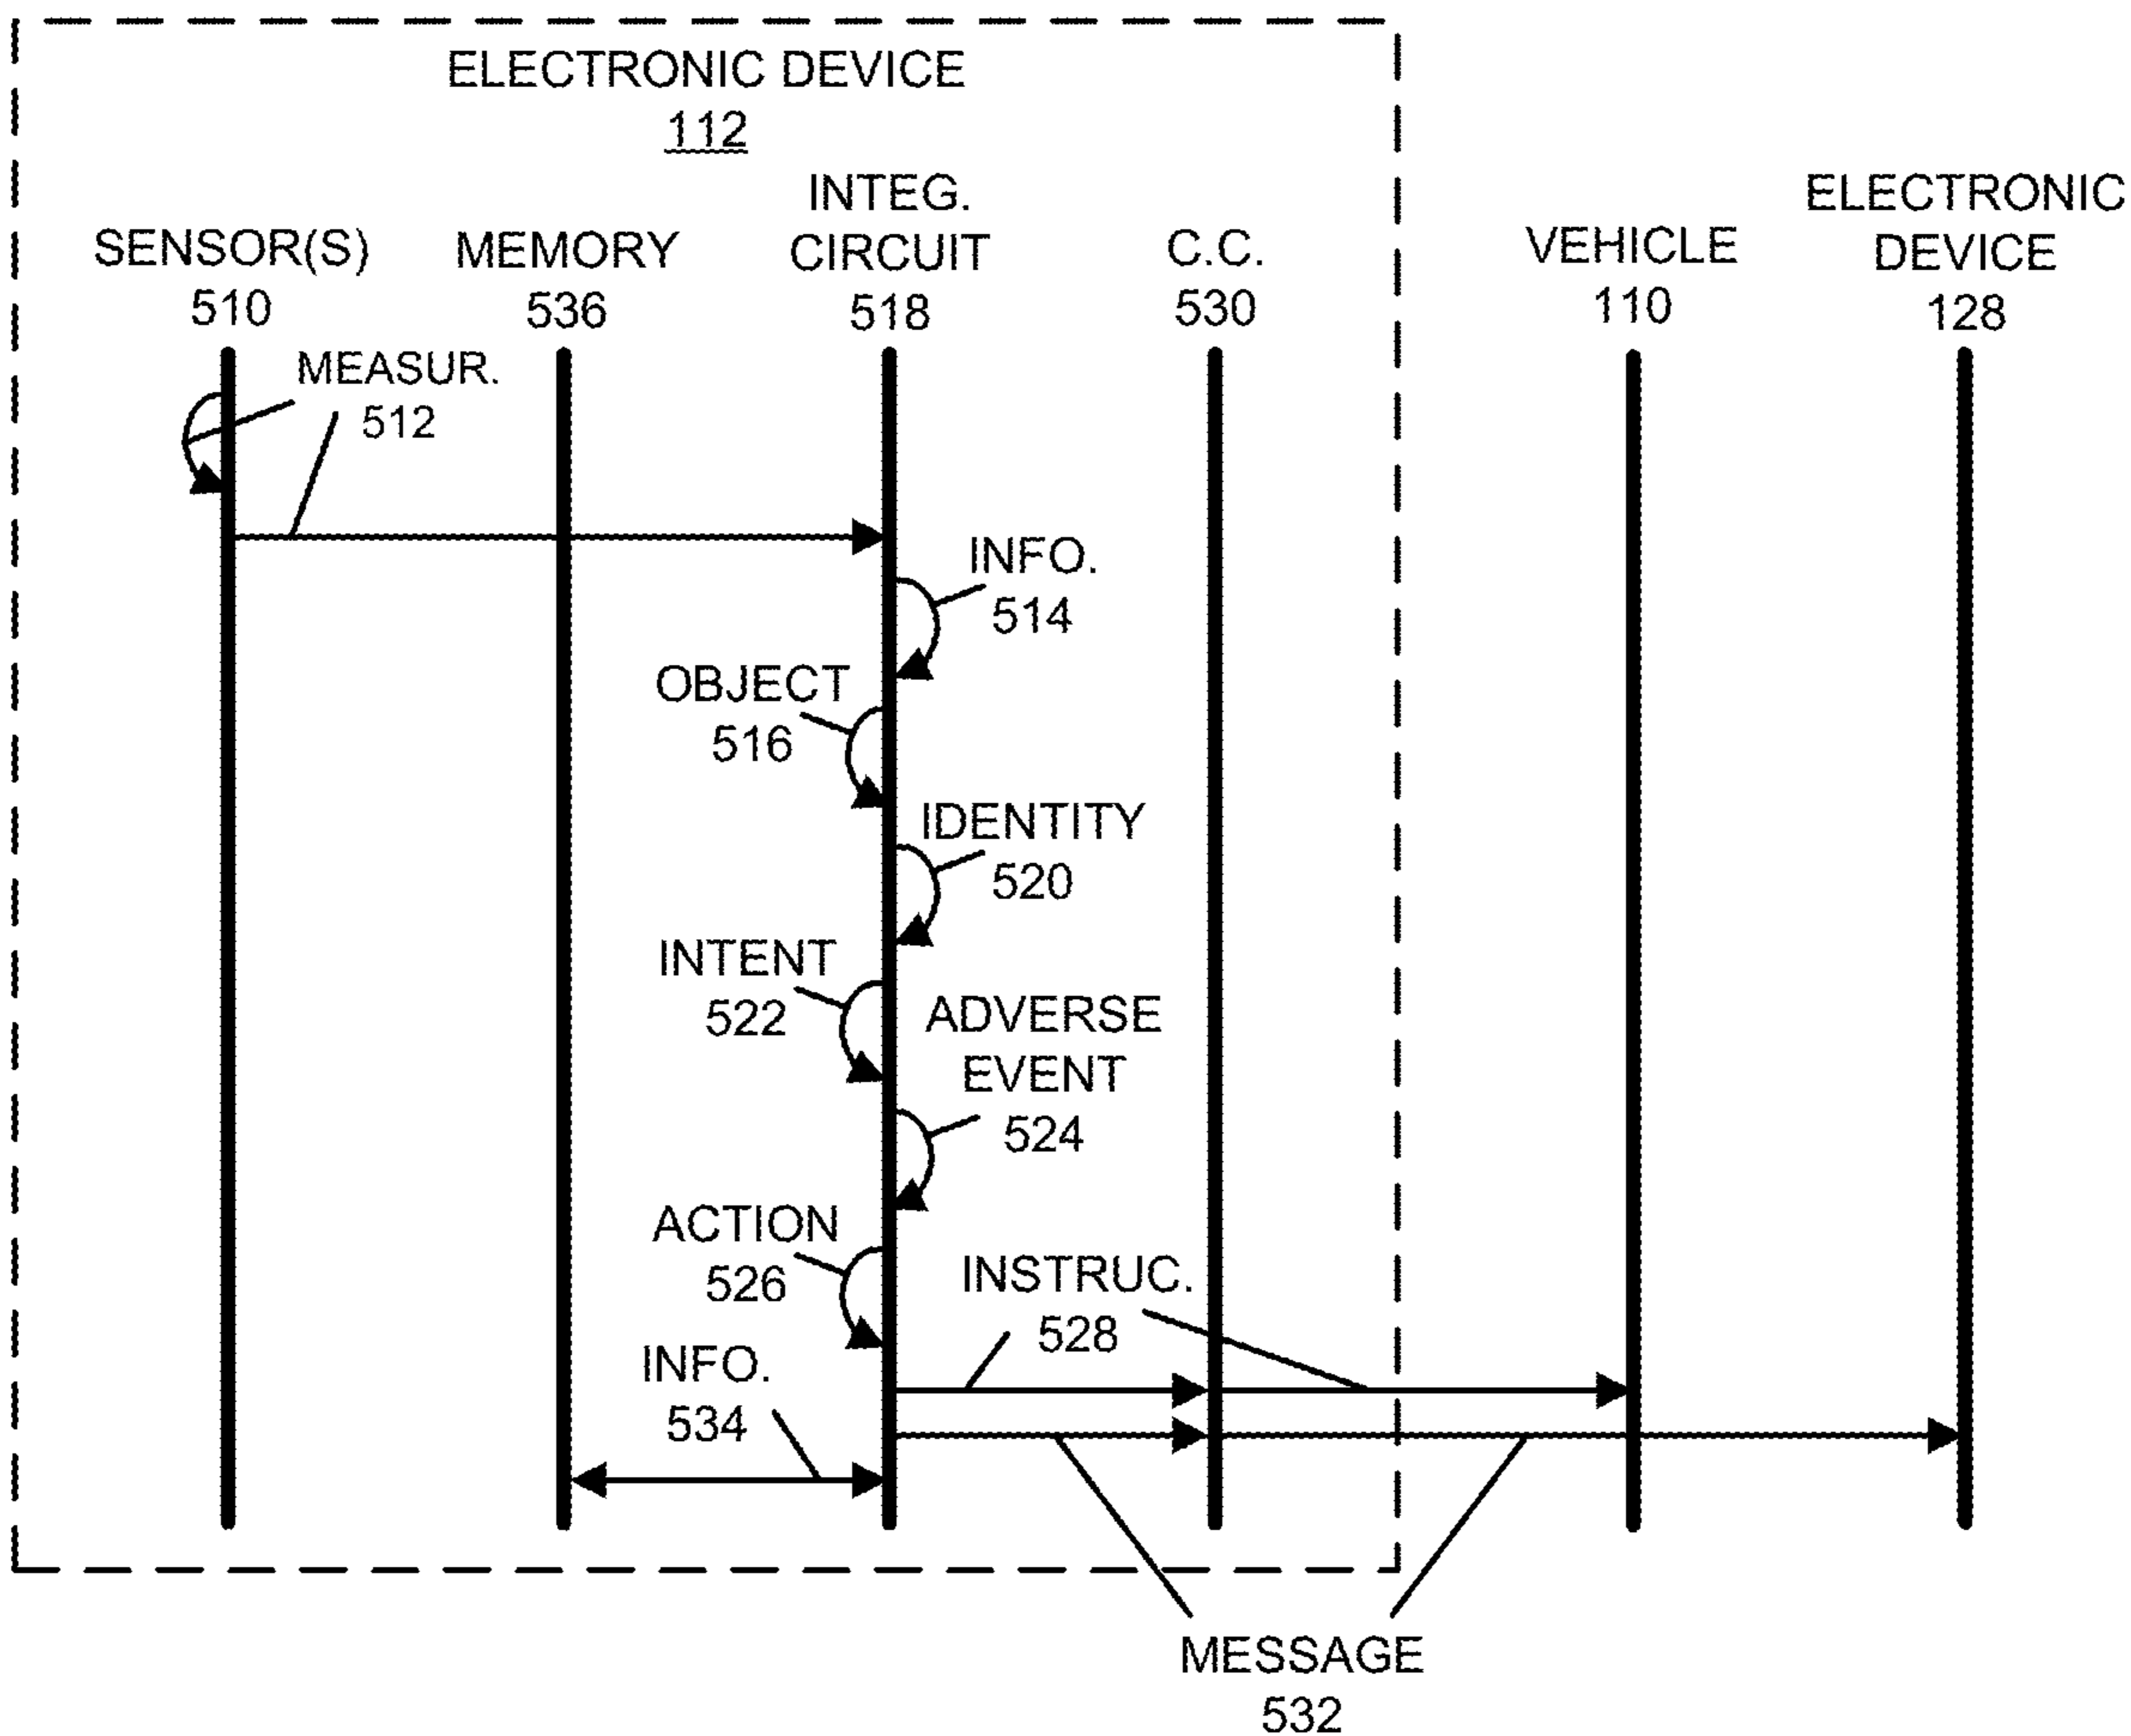 ELECTRONIC DEVICE
112
SENSOR(S)
510
MEMORY
536
INTEG.
CIRCUIT
518
C.C.
530
VEHICLE
110
ELECTRONIC
DEVICE
128
MEASUR.
512
INFO.
514
OBJECT
516
IDENTITY
520
INTENT
522
ADVERSE
EVENT
524
ACTION
526
INSTRUC.
528
INFO.
534
MESSAGE
532